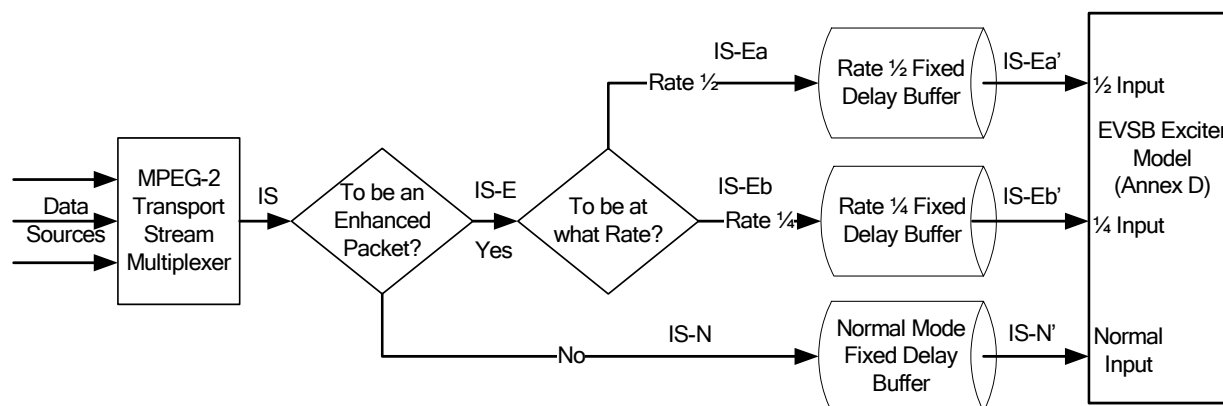 Data
Sources
MPEG-2
Transport
Stream
Multiplexer
IS
To be an
Enhanced
Packet?
IS-E
Yes
No
To be at
what Rate?
IS-Ea
Rate ½
Rate ½ Fixed
Delay Buffer
IS-Ea’
½ Input
IS-Eb
Rate ¼
Rate ¼ Fixed
Delay Buffer
IS-Eb’
¼ Input
IS-N
Normal Mode
Fixed Delay
Buffer
IS-N’
Normal
Input
EVSB Exciter
Model
(Annex D)